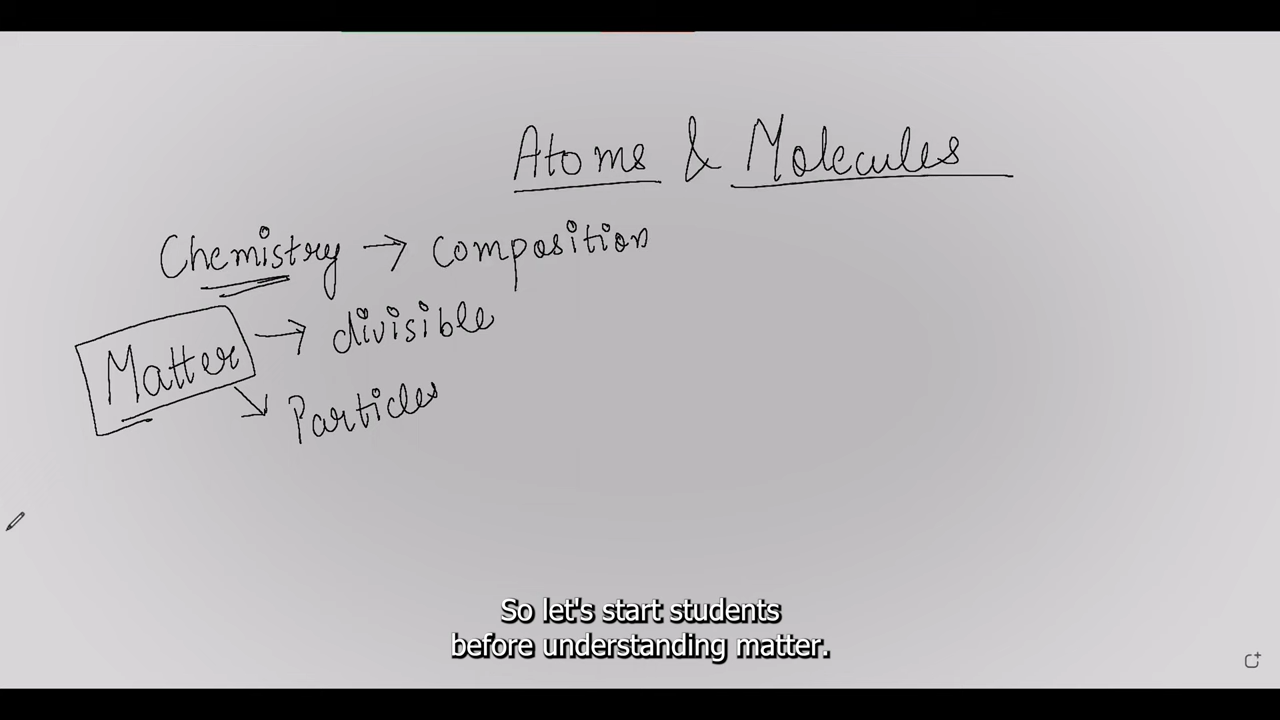 Atoms & Molecules
Chemistry → composition
Matter → divisible
↘ Particles
So let's start students
before understanding matter.